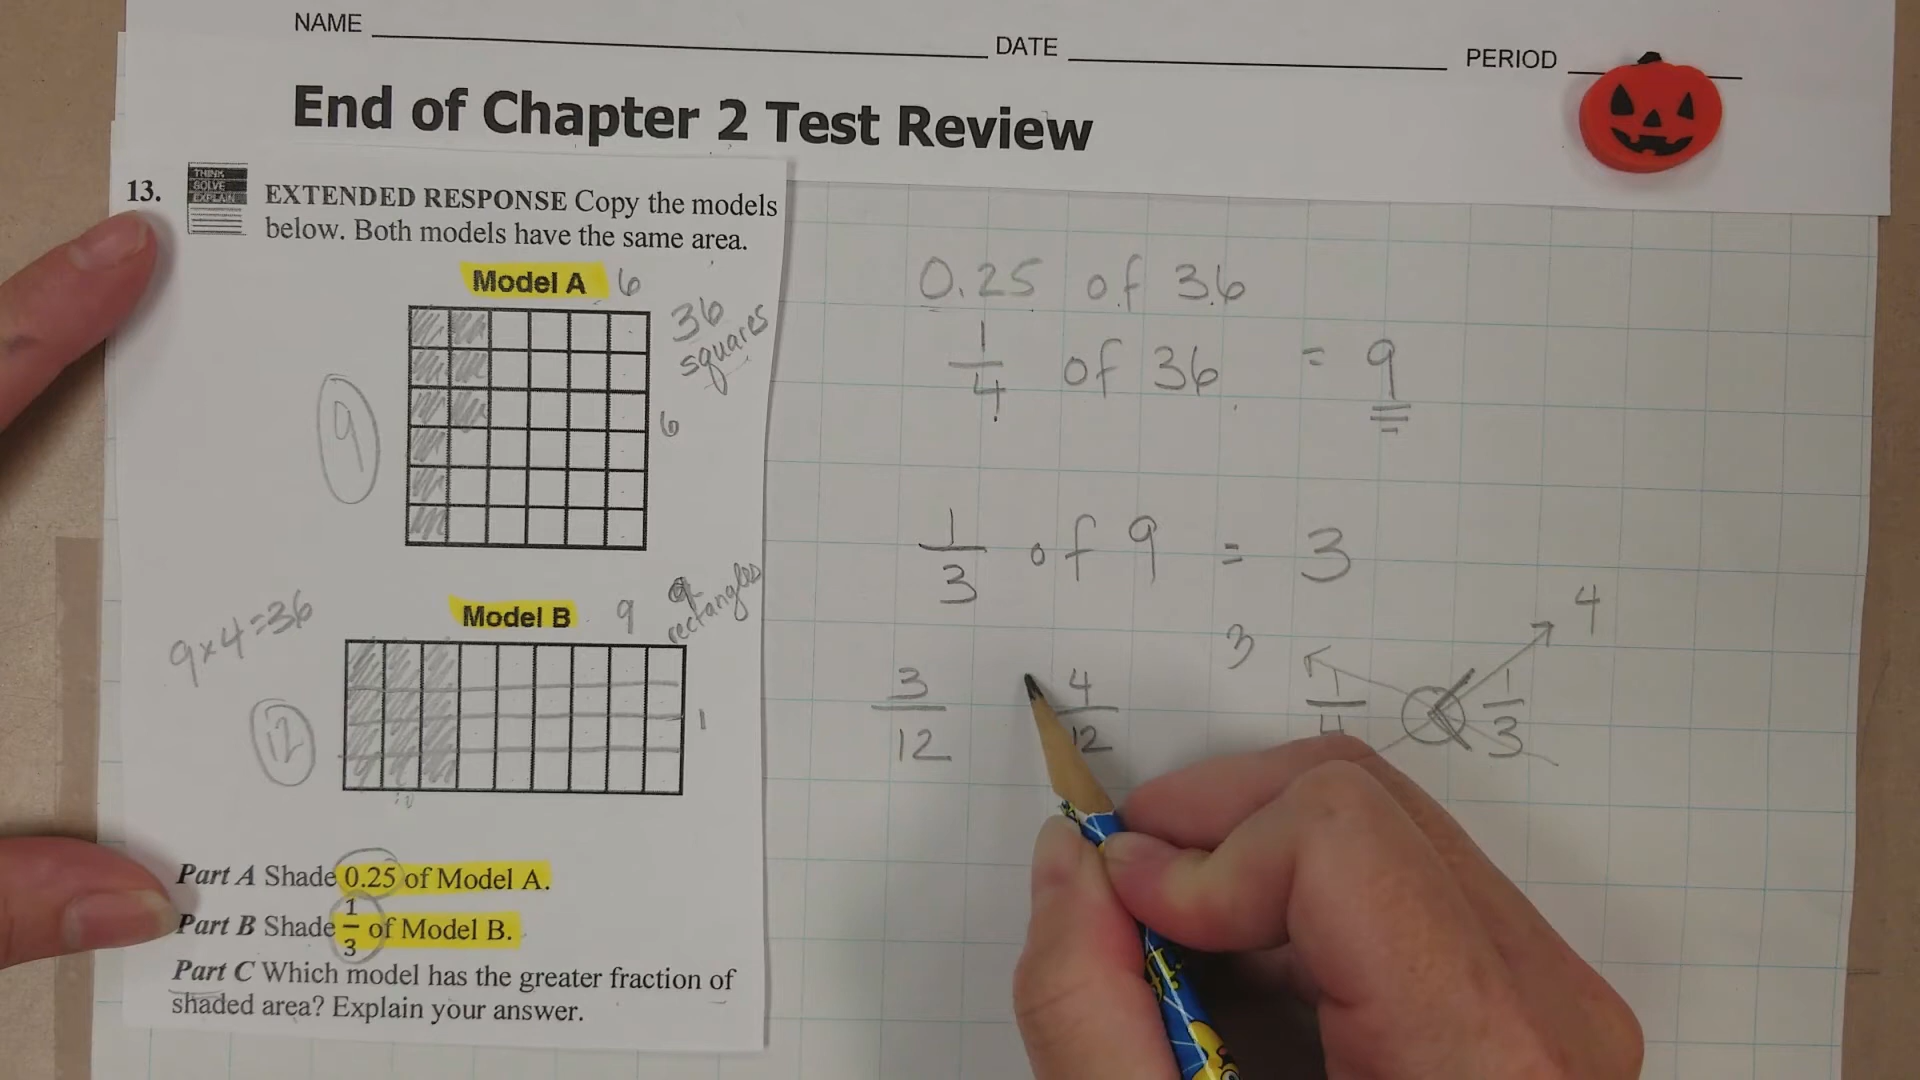 NAME DATE PERIOD
End of Chapter 2 Test Review
13. THINK SOLVE EXPLAIN
EXTENDED RESPONSE Copy the models
below. Both models have the same area.
Model A 6
36
squares
9
6
Model B 9
9
rectangles
9x4=36
12
1
Part A Shade 0.25 of Model A.
Part B Shade 1/3 of Model B.
Part C Which model has the greater fraction of
shaded area? Explain your answer.
0.25 of 36
1/4 of 36 = 9
1/3 of 9 = 3
3 4
3/12 4/12 1/4 < 1/3